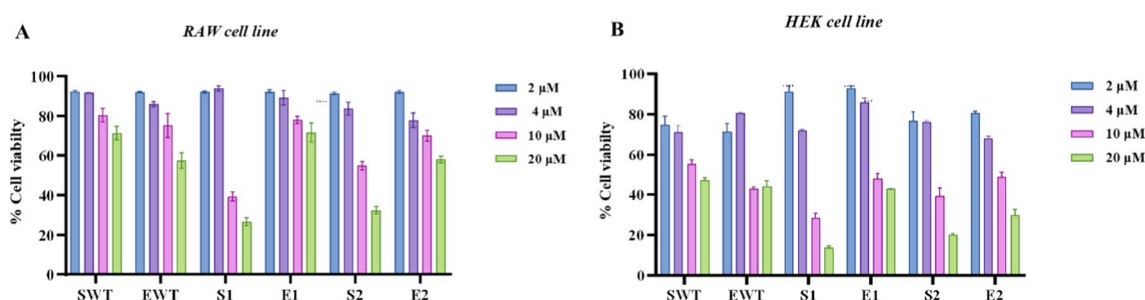 A
RAW cell line
% Cell viabilty
100
80
60
40
20
0
SWT EWT S1 E1 S2 E2
2 µM
4 µM
10 µM
20 µM
B
HEK cell line
% Cell viability
100
80
60
40
20
0
SWT EWT S1 E1 S2 E2
2 µM
4 µM
10 µM
20 µM